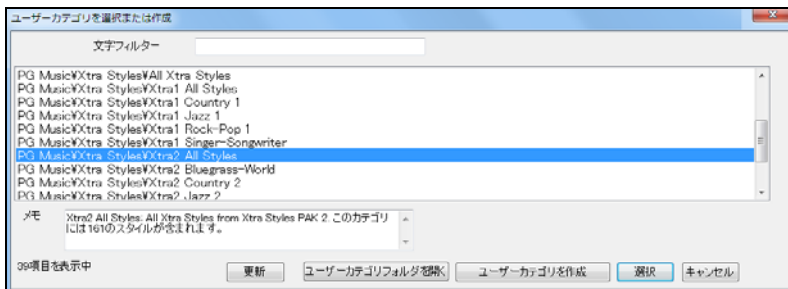 ユーザーカテゴリを選択または作成
文字フィルター
PG Music¥Xtra Styles¥All Xtra Styles
PG Music¥Xtra Styles¥Xtra1 All Styles
PG Music¥Xtra Styles¥Xtra1 Country 1
PG Music¥Xtra Styles¥Xtra1 Jazz 1
PG Music¥Xtra Styles¥Xtra1 Rock-Pop 1
PG Music¥Xtra Styles¥Xtra1 Singer-Songwriter
PG Music¥Xtra Styles¥Xtra2 All Styles
PG Music¥Xtra Styles¥Xtra2 Bluegrass-World
PG Music¥Xtra Styles¥Xtra2 Country 2
PG Music¥Xtra Styles¥Xtra2 Jazz 2
メモ
Xtra2 All Styles: All Xtra Styles from Xtra Styles PAK 2. このカテゴリ
には161のスタイルが含まれます。
39項目を表示中
更新 ユーザーカテゴリフォルダを開く ユーザーカテゴリを作成 選択 キャンセル